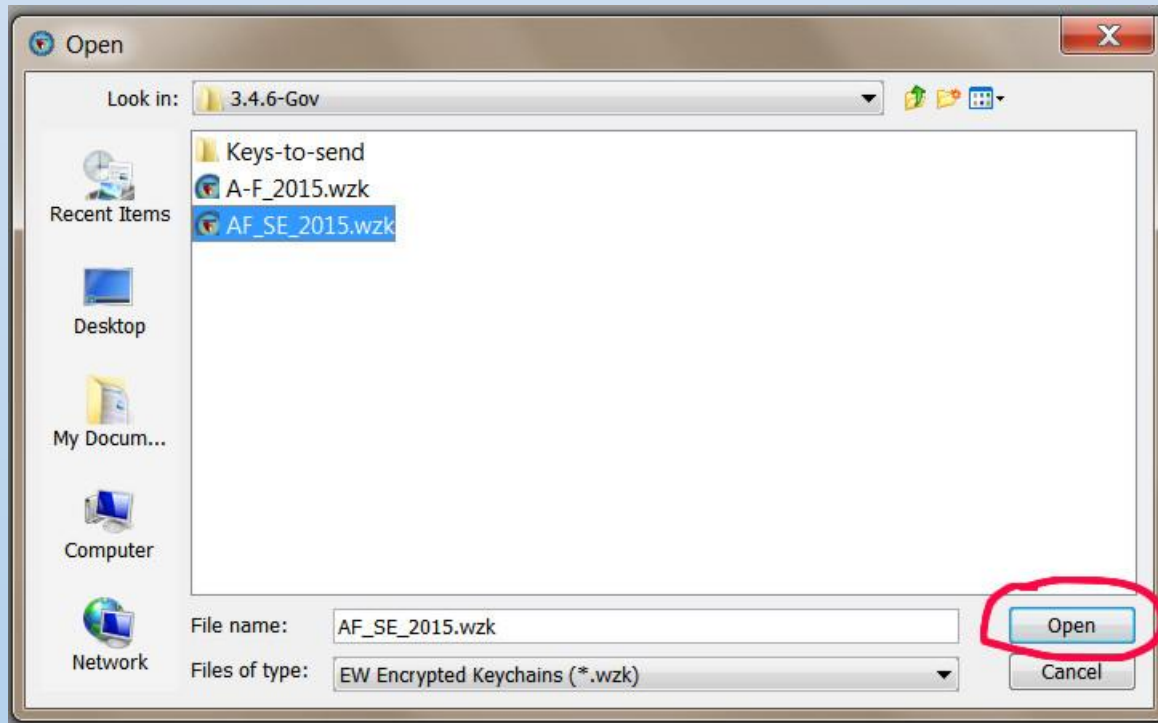 Open
X
Look in: 3.4.6-Gov
Keys-to-send
A-F_2015.wzk
AF_SE_2015.wzk
Recent Items
Desktop
My Docum...
Computer
Network
File name: AF_SE_2015.wzk Open
Files of type: EW Encrypted Keychains (*.wzk) Cancel